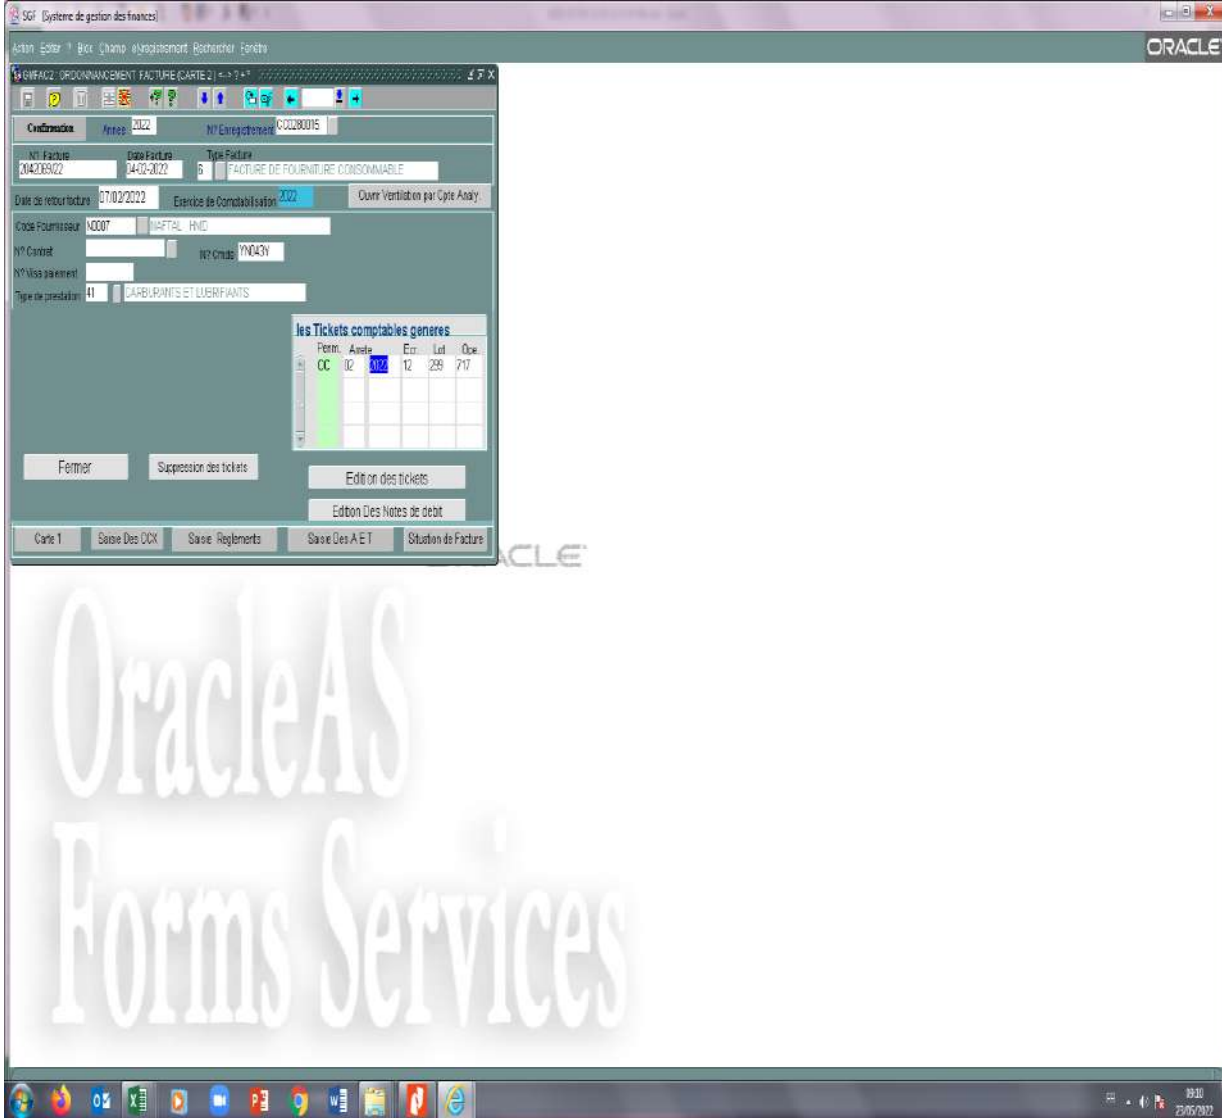 SGF [Systeme de gestion des finances]
Action Editer ? Bloc Champ eNregistrement Rechercher Fenêtre
ORACLE
GMFAC2 : ORDONNANCEMENT FACTURE (CARTE 2)
Confirmation Annee 2022 N? Enregistrement CC0280015
N? Facture Date Facture Type Facture
2042069/22 04-02-2022 6 FACTURE DE FOURNITURE CONSOMMABLE
Date de retour facture 07/02/2022 Exercice de Comptabilisation 2022 Ouvrir Ventilation par Cpte Analy.
Code Fournisseur N0007 NAFTAL HMD
N? Contrat N? Cmde YN043Y
N? Visa paiement
Type de prestation 41 CARBURANTS ET LUBRIFIANTS
les Tickets comptables generes
Perm. Arrete Ecr. Lot Ope.
CC 02 2022 12 299 717
Fermer Suppression des tickets
Edition des tickets
Edition Des Notes de debit
Carte 1 Saisie Des CCX Saisie Reglements Saisie Des A E T Situation de Facture
ORACLE
OracleAS
Forms Services
09:10
23/05/2022